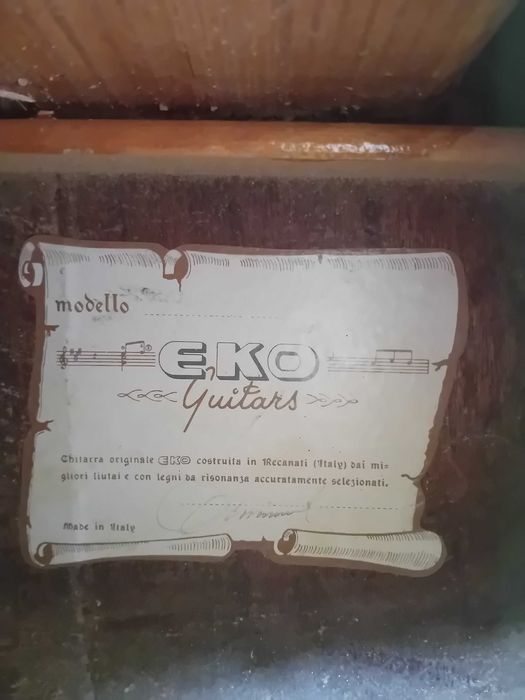 modello
EKO
Guitars
Chitarra originale EKO costruita in Recanati (Italy) dai mi=
gliori liutai e con legni da risonanza accuratamente selezionati.
Made in Italy